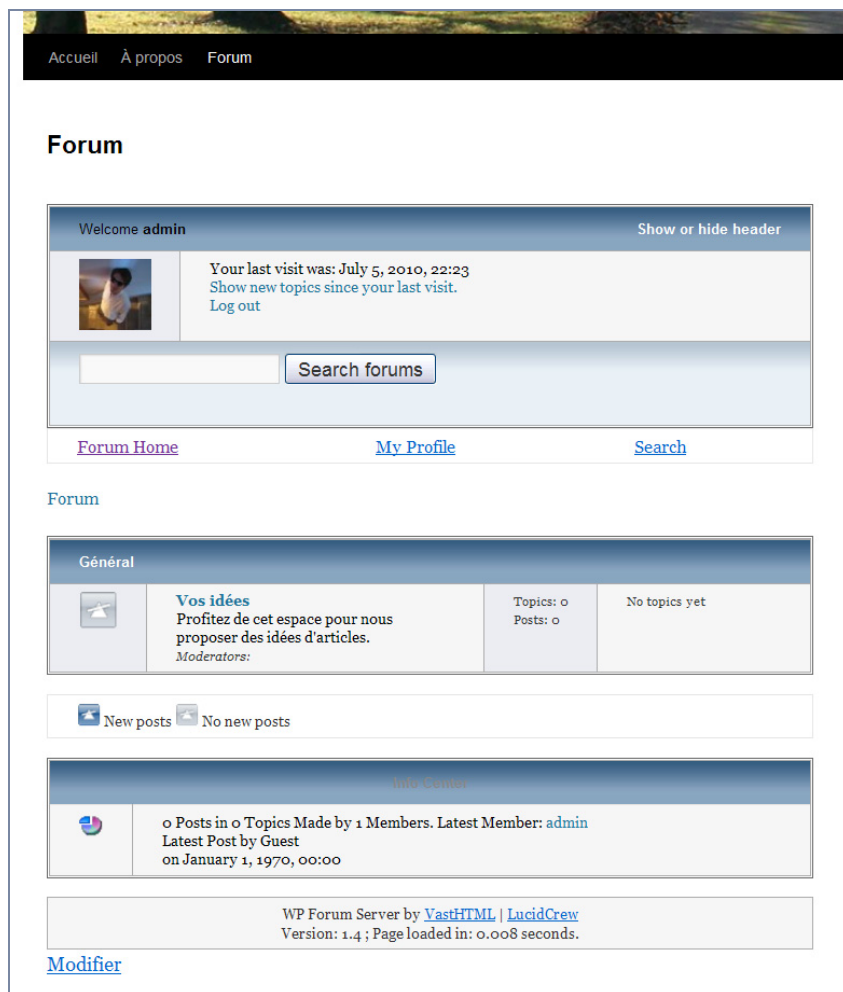 Accueil À propos Forum
Forum
Welcome admin Show or hide header
Your last visit was: July 5, 2010, 22:23
Show new topics since your last visit.
Log out
Search forums
Forum Home My Profile Search
Forum
Général
Vos idées Topics: 0 No topics yet
Profitez de cet espace pour nous Posts: 0
proposer des idées d'articles.
Moderators:
New posts No new posts
Info Center
0 Posts in 0 Topics Made by 1 Members. Latest Member: admin
Latest Post by Guest
on January 1, 1970, 00:00
WP Forum Server by VastHTML | LucidCrew
Version: 1.4 ; Page loaded in: 0.008 seconds.
Modifier